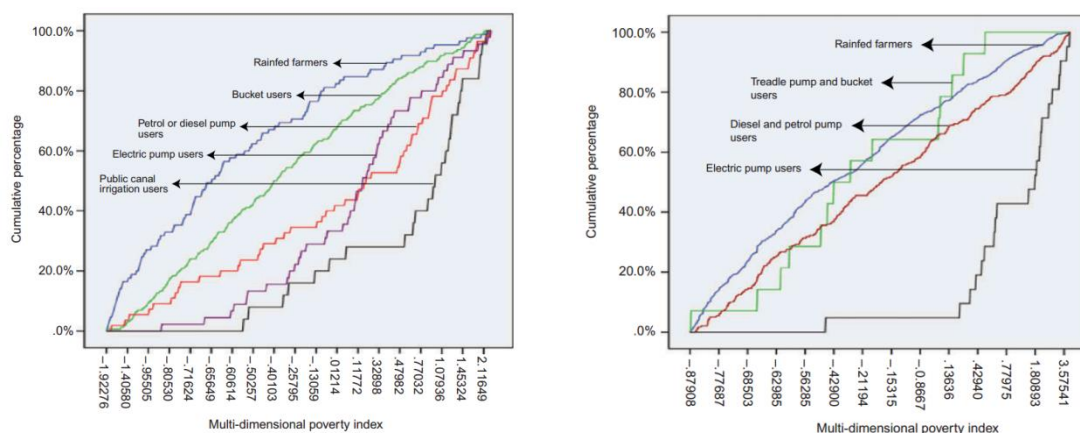 100.0%
80.0%
60.0%
40.0%
20.0%
.0%
Cumulative percentage
Rainfed farmers
Bucket users
Petrol or diesel pump
users
Electric pump users
Public canal
irrigation users
-1.92276
-1.40580
-.95505
-.80530
-.71624
-.65649
-.60614
-.50257
-.40103
-.25795
-.13059
.01214
.11772
.32898
.47882
.77032
1.07936
1.45324
2.11649
Multi-dimensional poverty index
100.0%
80.0%
60.0%
40.0%
20.0%
.0%
Cumulative percentage
Rainfed farmers
Treadle pump and bucket
users
Diesel and petrol pump
users
Electric pump users
-.87908
-.77687
-.68503
-.62985
-.56285
-.42900
-.21194
-.15315
-0.8667
.13636
.42940
.77975
1.80893
3.57541
Multi-dimensional poverty index